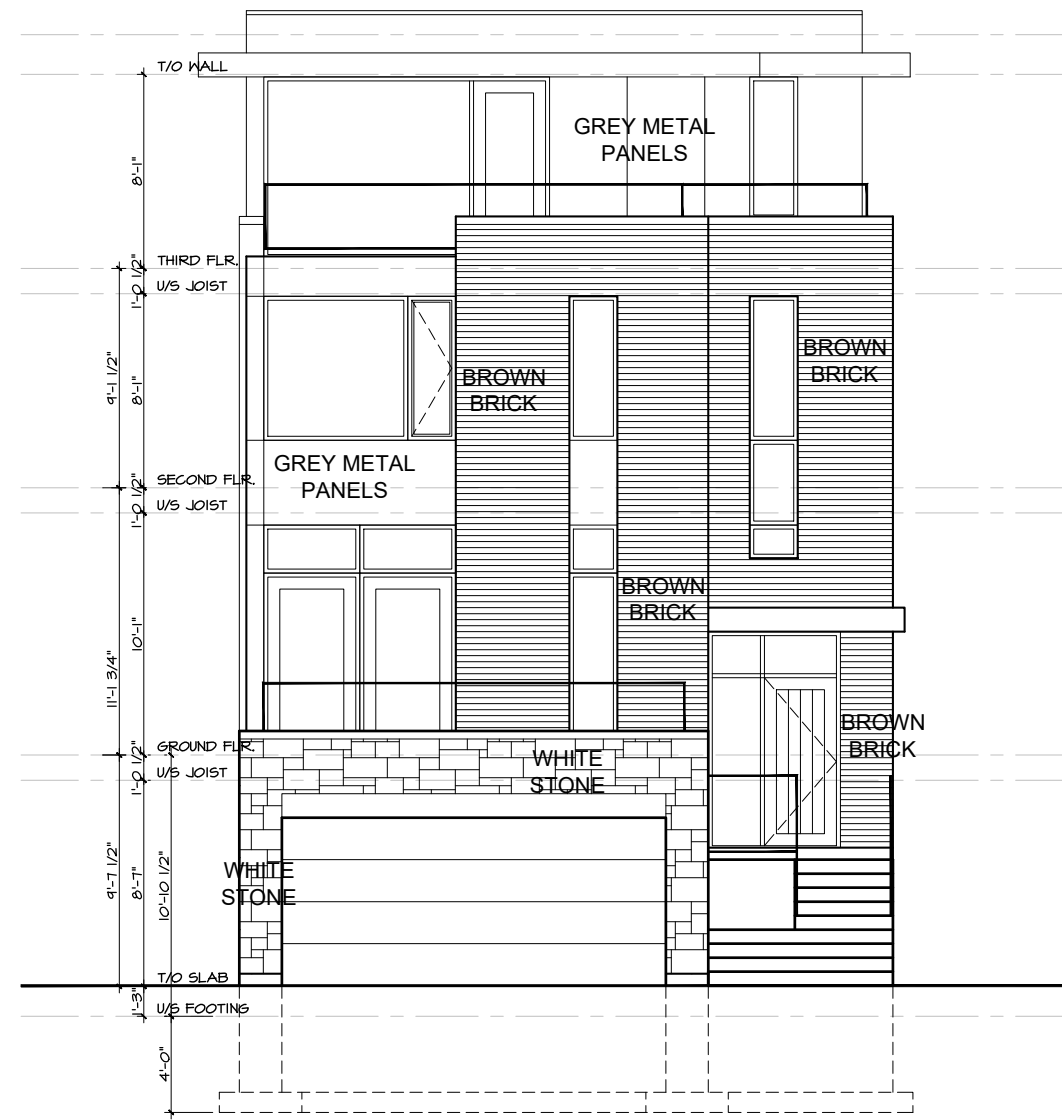 T/O WALL
GREY METAL
PANELS
8'-1"
THIRD FLR.
1'-0 1/2"
U/S JOIST
BROWN
BRICK
9'-1 1/2"
8'-1"
BROWN
BRICK
GREY METAL
PANELS
SECOND FLR.
1'-0 1/2"
U/S JOIST
BROWN
BRICK
10'-1"
11'-1 3/4"
BROWN
BRICK
GROUND FLR.
1'-0 1/2"
U/S JOIST
WHITE
STONE
9'-7 1/2"
8'-7"
10'-10 1/2"
WHITE
STONE
T/O SLAB
1'-3"
U/S FOOTING
4'-0"